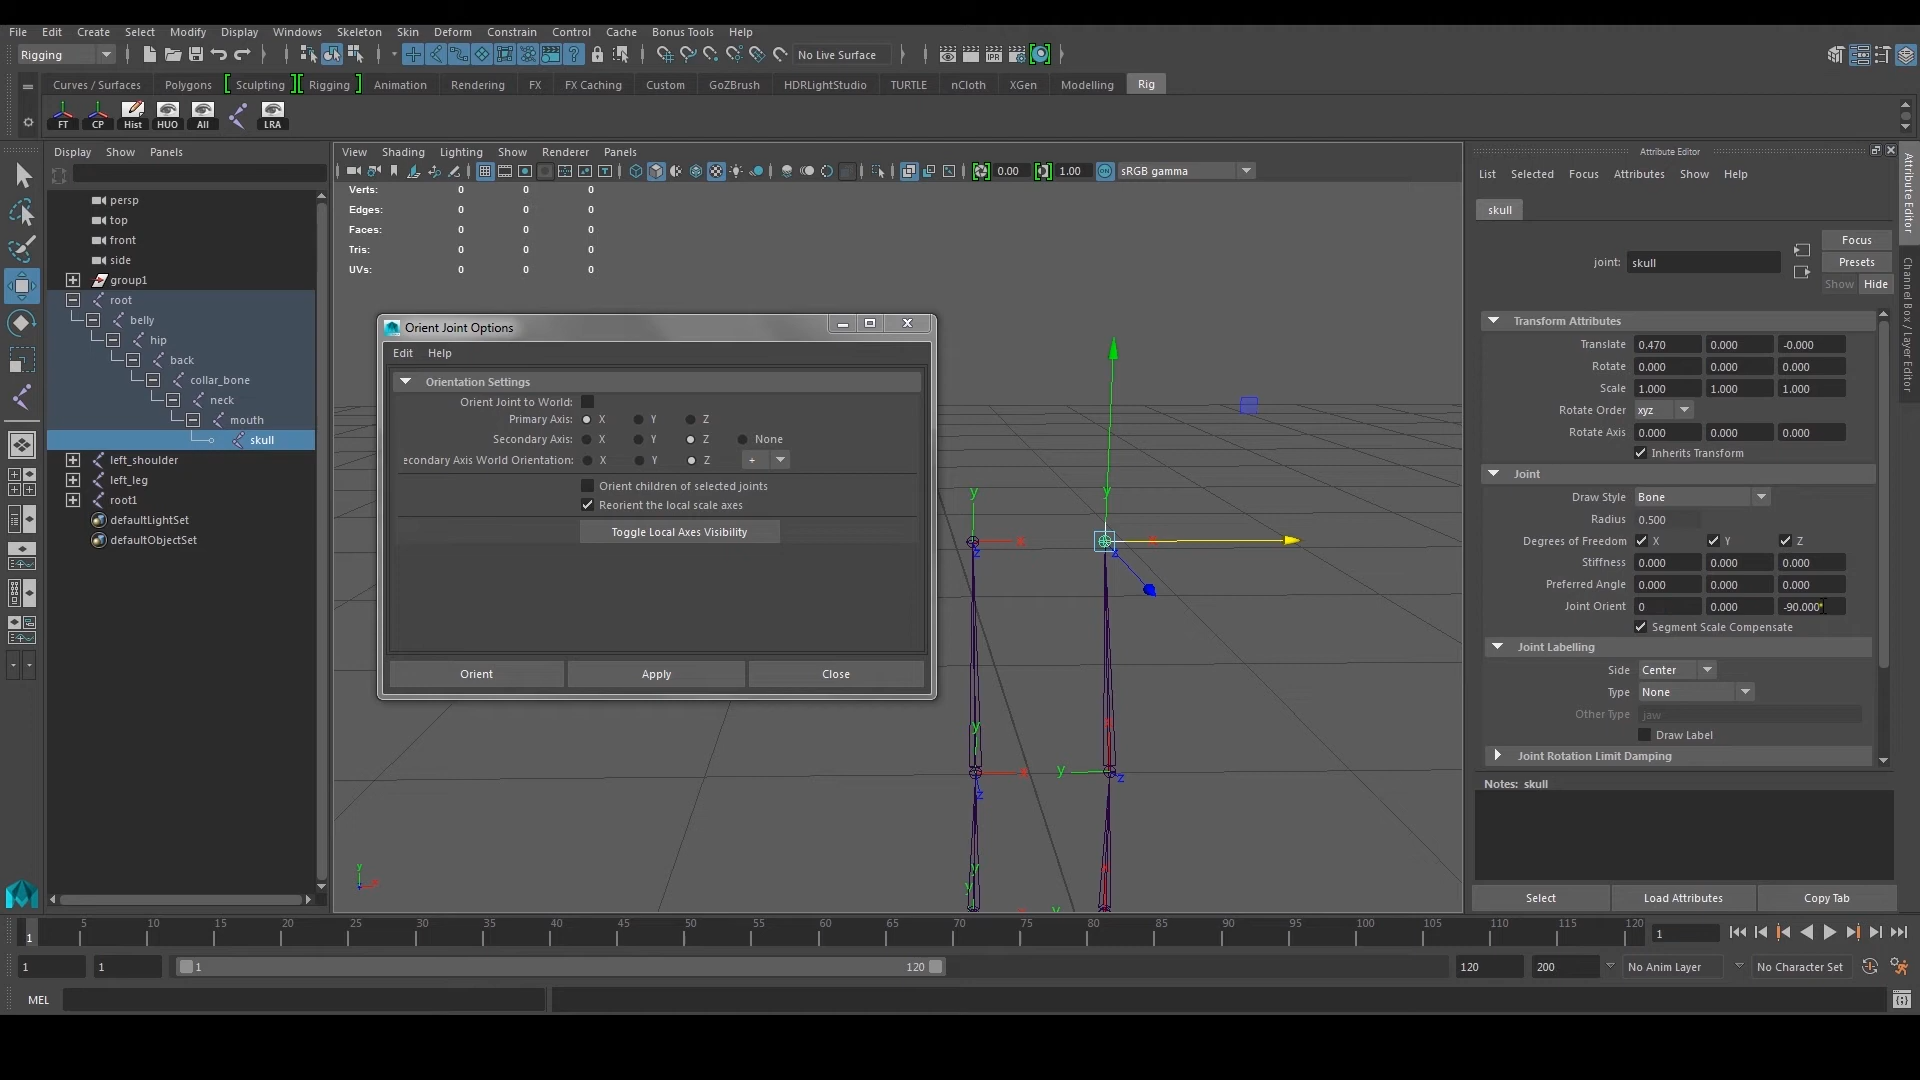 File Edit Create Select Modify Display Windows Skeleton Skin Deform Constrain Control Cache Bonus Tools Help
Rigging No Live Surface IPR
Curves / Surfaces Polygons Sculpting Rigging Animation Rendering FX FX Caching Custom GoZBrush HDRLightStudio TURTLE nCloth XGen Modelling Rig
FT CP Hist HUO All LRA
Display Show Panels
persp
top
front
side
group1
root
belly
hip
back
collar_bone
neck
mouth
skull
left_shoulder
left_leg
root1
defaultLightSet
defaultObjectSet
View Shading Lighting Show Renderer Panels
0.00 1.00 ON sRGB gamma
Verts: 0 0 0
Edges: 0 0 0
Faces: 0 0 0
Tris: 0 0 0
UVs: 0 0 0
Orient Joint Options
Edit Help
Orientation Settings
Orient Joint to World:
Primary Axis: X Y Z
Secondary Axis: X Y Z None
econdary Axis World Orientation: X Y Z +
Orient children of selected joints
Reorient the local scale axes
Toggle Local Axes Visibility
Orient Apply Close
y y
x z x z
y x
x z y z
y x
y y
y
Attribute Editor
List Selected Focus Attributes Show Help
skull
Focus
joint: skull Presets
Show Hide
Transform Attributes
Translate 0.470 0.000 -0.000
Rotate 0.000 0.000 0.000
Scale 1.000 1.000 1.000
Rotate Order xyz
Rotate Axis 0.000 0.000 0.000
Inherits Transform
Joint
Draw Style Bone
Radius 0.500
Degrees of Freedom X Y Z
Stiffness 0.000 0.000 0.000
Preferred Angle 0.000 0.000 0.000
Joint Orient 0 0.000 -90.000
Segment Scale Compensate
Joint Labelling
Side Center
Type None
Other Type jaw
Draw Label
Joint Rotation Limit Damping
Notes: skull
Select Load Attributes Copy Tab
Attribute Editor
Channel Box / Layer Editor
1 5 10 15 20 25 30 35 40 45 50 55 60 65 70 75 80 85 90 95 100 105 110 115 120 1
1 1 1 120 120 200 No Anim Layer No Character Set
MEL